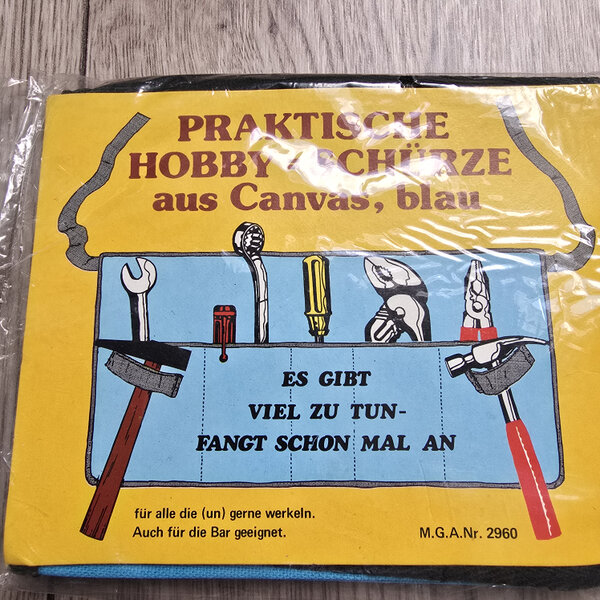 PRAKTISCHE
HOBBY-SCHÜRZE
aus Canvas, blau
ES GIBT
VIEL ZU TUN-
FANGT SCHON MAL AN
für alle die (un) gerne werkeln.
Auch für die Bar geeignet.
M.G.A.Nr. 2960